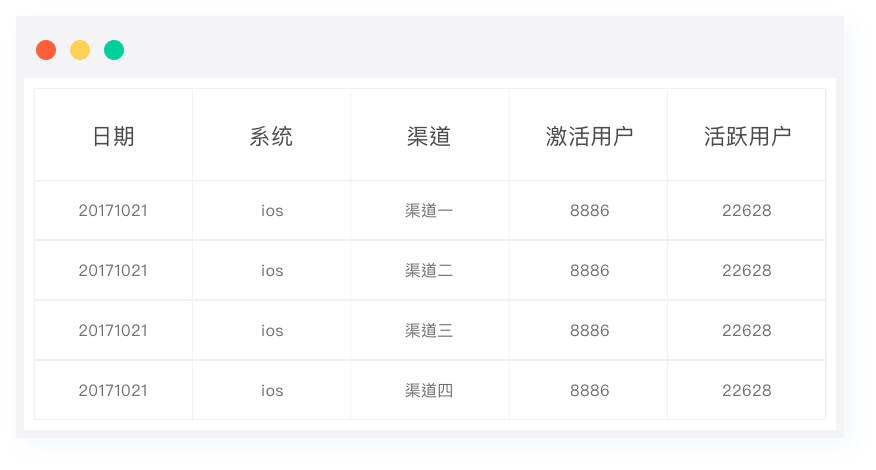 日期 系统 渠道 激活用户 活跃用户
20171021 ios 渠道一 8886 22628
20171021 ios 渠道二 8886 22628
20171021 ios 渠道三 8886 22628
20171021 ios 渠道四 8886 22628